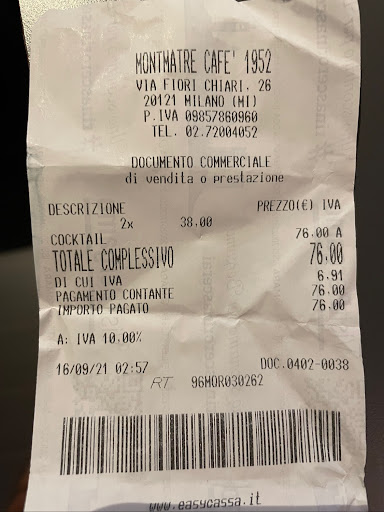 MONTMATRE CAFE' 1952
VIA FIORI CHIARI, 26
20121 MILANO (MI)
P.IVA 09857860960
TEL. 02.72004052
DOCUMENTO COMMERCIALE
di vendita o prestazione
DESCRIZIONE PREZZO(€) IVA
2x 38.00
COCKTAIL 76.00 A
TOTALE COMPLESSIVO 76.00
DI CUI IVA 6.91
PAGAMENTO CONTANTE 76.00
IMPORTO PAGATO 76.00
A: IVA 10.00%
16/09/21 02:57 DOC.0402-0038
RT 96MOR030262
www.easycassa.it